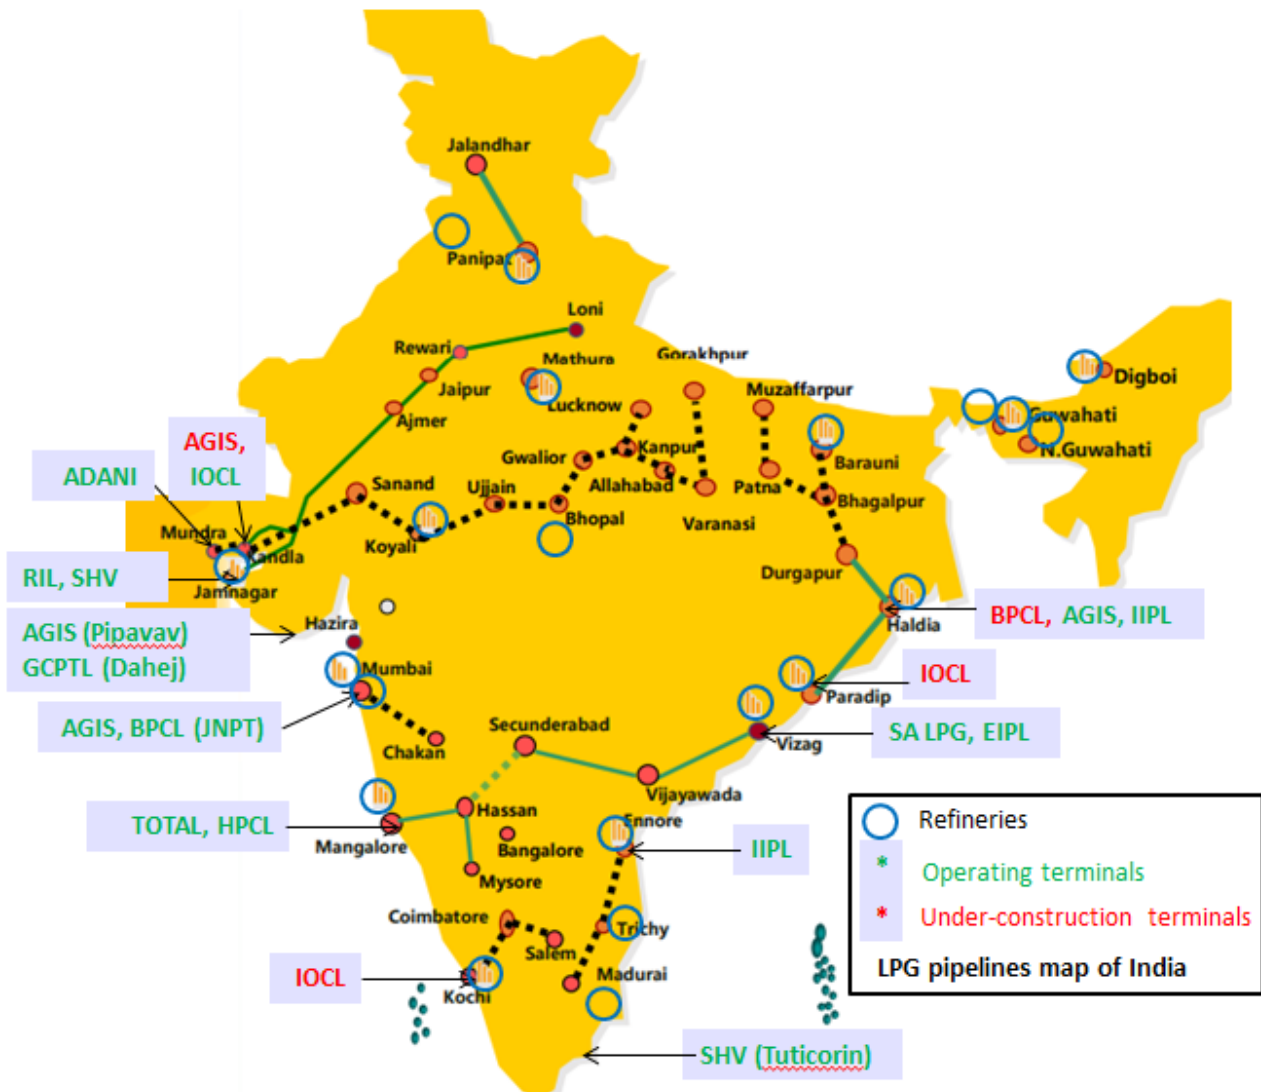 Jalandhar
Panipat
Loni
Rewari
Mathura
Gorakhpur
Jaipur
Lucknow
Muzaffarpur
Digboi
Ajmer
Guwahati
AGIS,
IOCL
ADANI
Kanpur
N.Guwahati
Gwalior
Barauni
Sanand
Ujjain
Allahabad
Patna
Bhagalpur
Mundra
Koyali
Bhopal
Varanasi
Kandla
Durgapur
RIL, SHV
Jamnagar
Hazira
Haldia
BPCL, AGIS, IIPL
AGIS (Pipavav)
GCPTL (Dahej)
Mumbai
IOCL
Paradip
AGIS, BPCL (JNPT)
Secunderabad
Chakan
Vizag
SA LPG, EIPL
Vijayawada
Hassan
Ennore
TOTAL, HPCL
Mangalore
Bangalore
IIPL
Mysore
Coimbatore
Trichy
Salem
IOCL
Kochi
Madurai
SHV (Tuticorin)
Refineries
* Operating terminals
* Under-construction terminals
LPG pipelines map of India